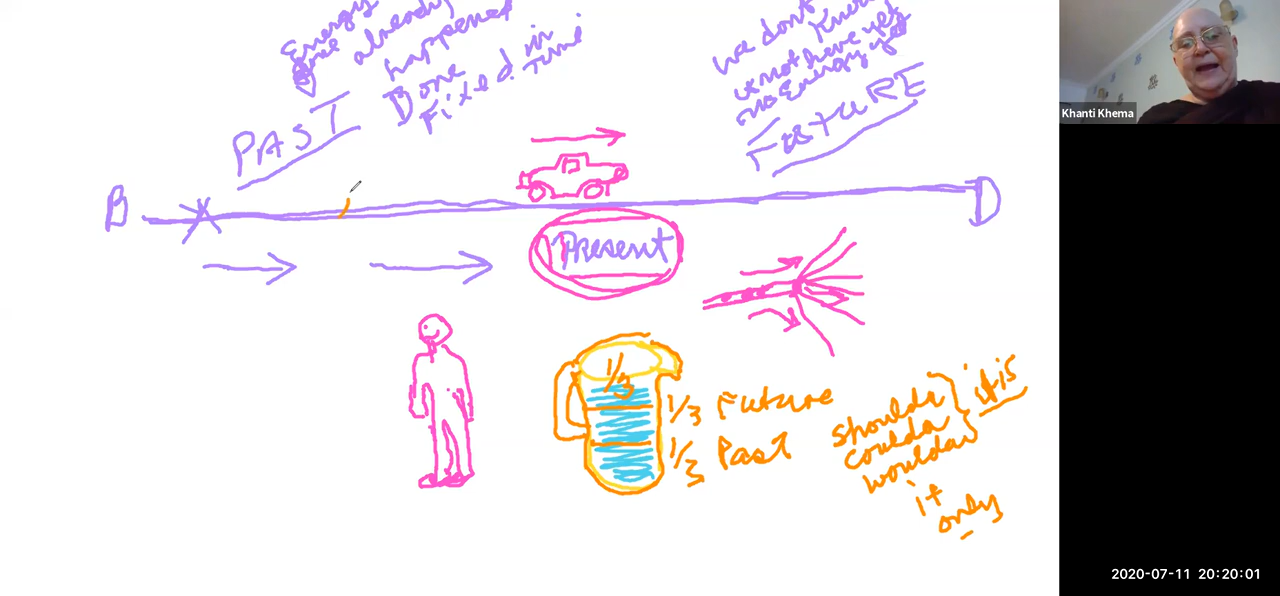 Energy
already
happened
Done
Fixed in
Time
PAST
we don't
know
is not here yet
no Energy yet
FUTURE
B
D
Present
1/3
1/3 Future
1/3 Past
shoulda
coulda
woulda
it is
if
only
Khanti Khema
2020-07-11 20:20:01